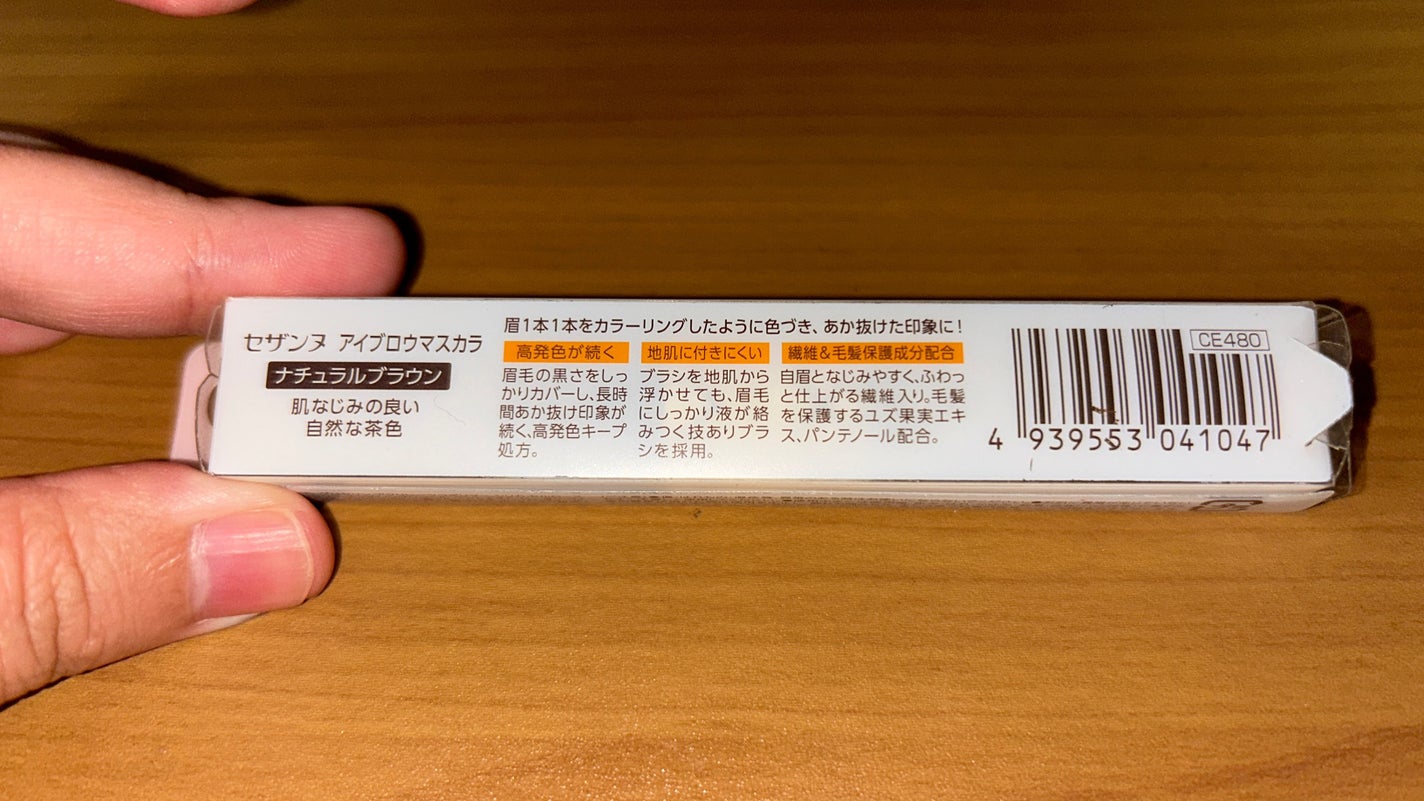 セザンヌ アイブロウマスカラ
ナチュラルブラウン
肌なじみの良い
自然な茶色
眉1本1本をカラーリングしたように色づき、あか抜けた印象に!
高発色が続く
眉毛の黒さをしっ
かりカバーし、長時
間あか抜け印象が
続く、高発色キープ
処方。
地肌に付きにくい
ブラシを地肌から
浮かせても、眉毛
にしっかり液が絡
みつく技ありブラ
シを採用。
繊維&毛髪保護成分配合
自眉となじみやすく、ふわっ
と仕上がる繊維入り。毛髪
を保護するユズ果実エキ
ス、パンテノール配合。
CE480
4 939553 041047